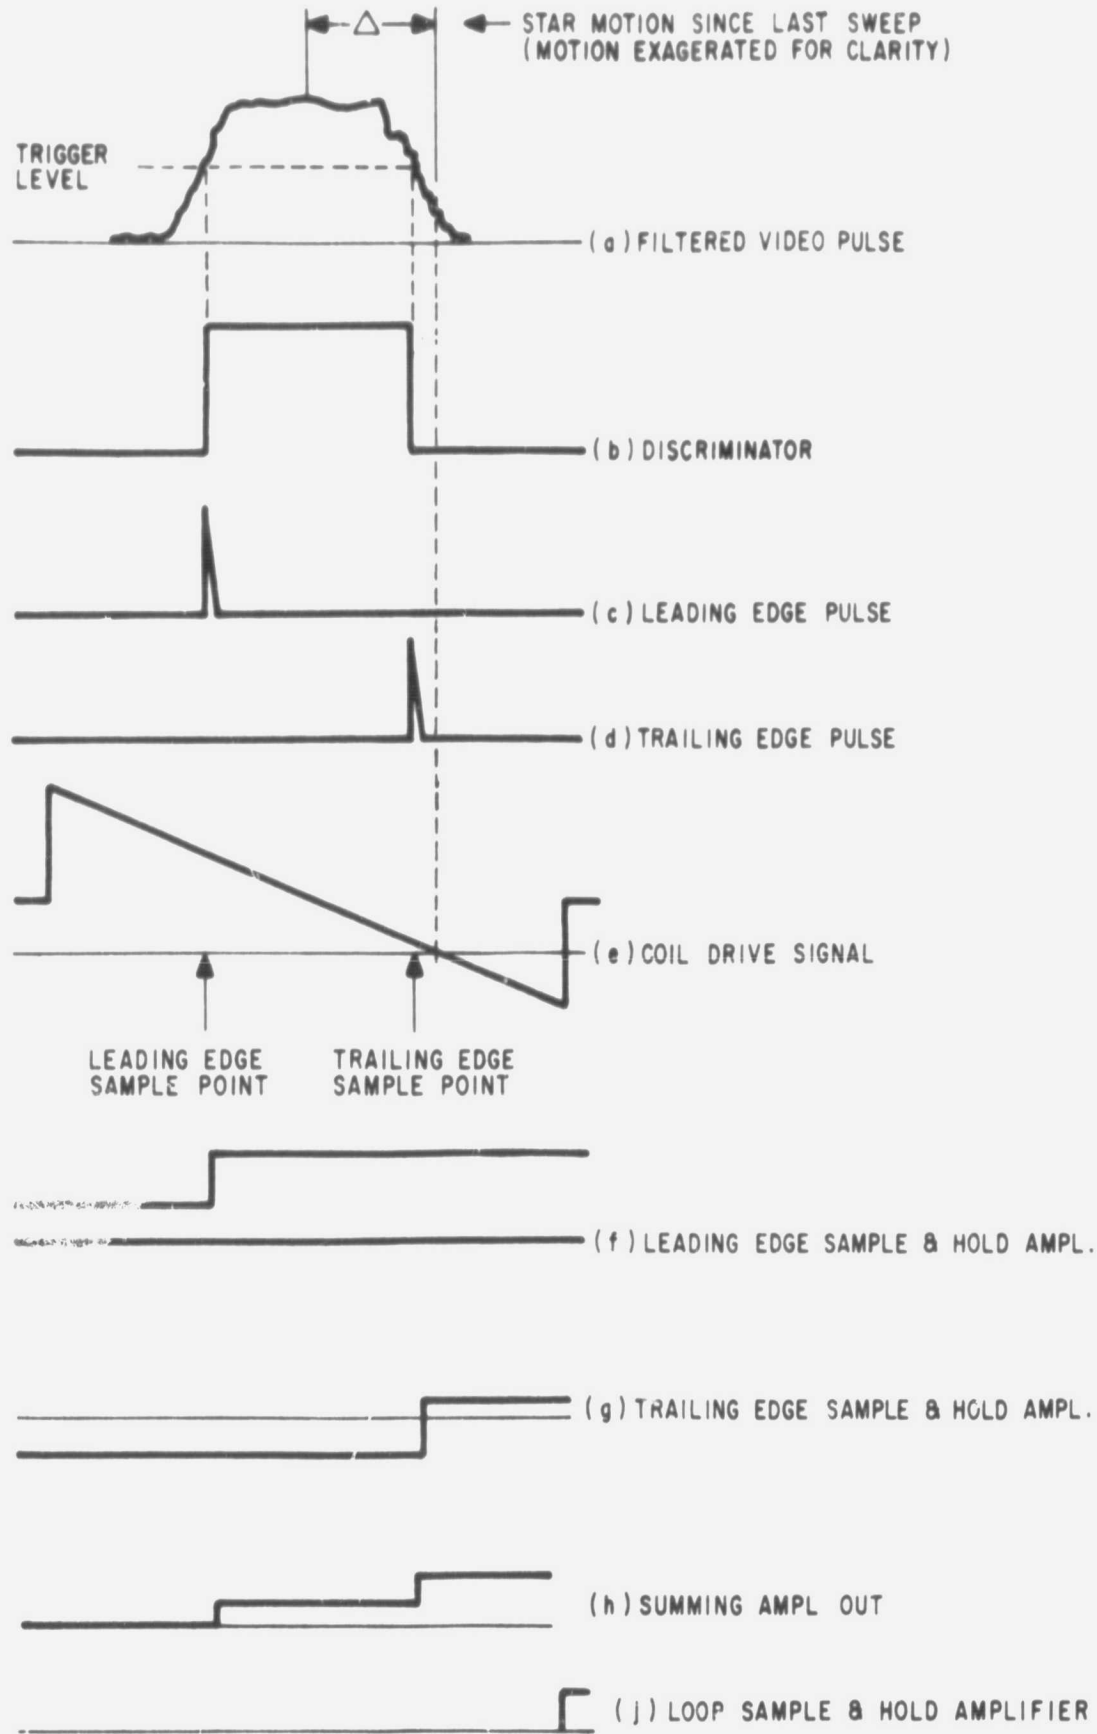 Δ
STAR MOTION SINCE LAST SWEEP
(MOTION EXAGERATED FOR CLARITY)
TRIGGER
LEVEL
(a) FILTERED VIDEO PULSE
(b) DISCRIMINATOR
(c) LEADING EDGE PULSE
(d) TRAILING EDGE PULSE
(e) COIL DRIVE SIGNAL
LEADING EDGE
SAMPLE POINT
TRAILING EDGE
SAMPLE POINT
(f) LEADING EDGE SAMPLE & HOLD AMPL.
(g) TRAILING EDGE SAMPLE & HOLD AMPL.
(h) SUMMING AMPL OUT
(j) LOOP SAMPLE & HOLD AMPLIFIER